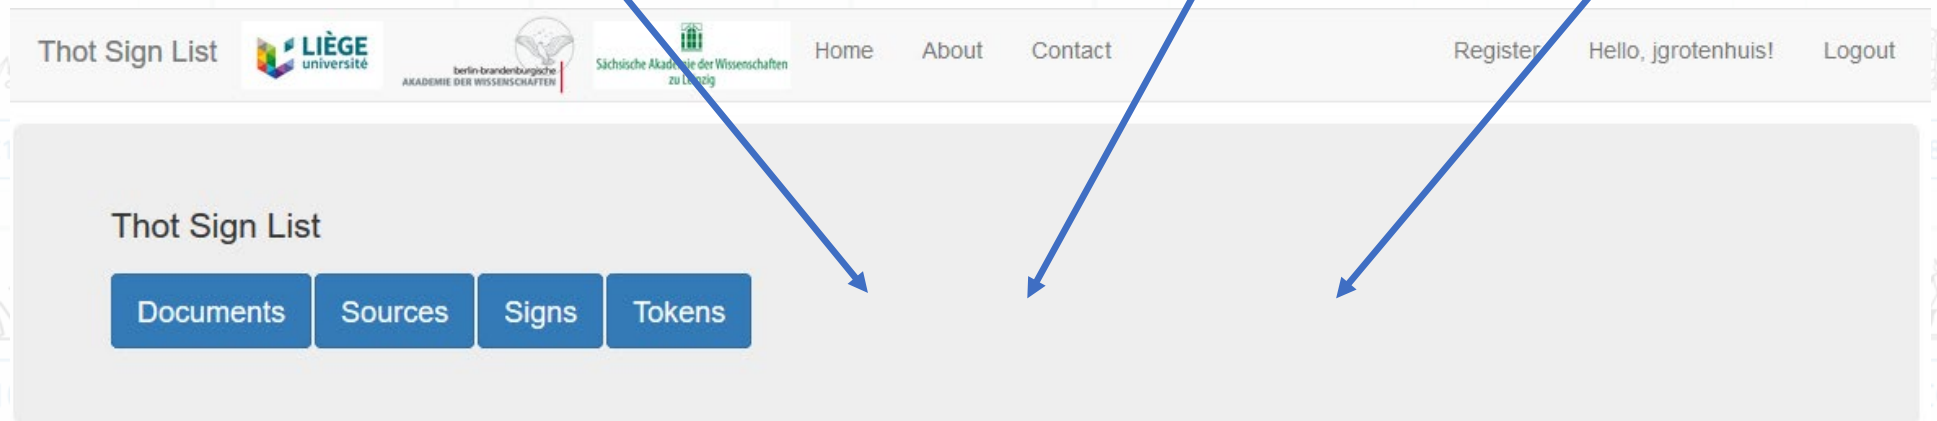 Thot Sign List LIÈGE université berlin-brandenburgische AKADEMIE DER WISSENSCHAFTEN Sächsische Akademie der Wissenschaften zu Leipzig Home About Contact Register Hello, jgrotenhuis! Logout
Thot Sign List
Documents Sources Signs Tokens